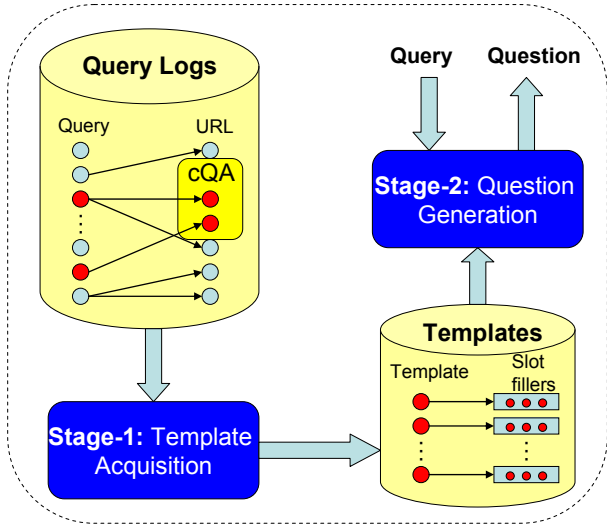 Query Logs
Query
URL
cQA
Stage-1: Template
Acquisition
Query
Question
Stage-2: Question
Generation
Templates
Template
Slot
fillers